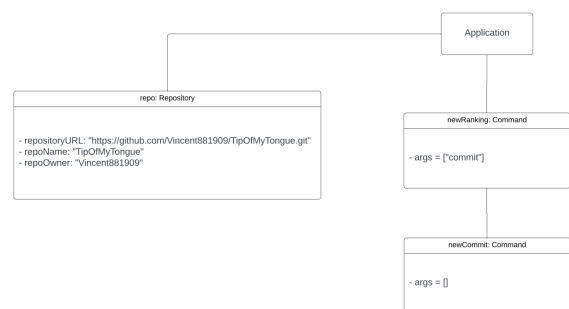 Application
repo: Repository
- repositoryURL: "https://github.com/Vincent881909/TipOfMyTongue.git"
- repoName: "TipOfMyTongue"
- repoOwner: "Vincent881909"
newRanking: Command
- args = ["commit"]
newCommit: Command
- args = []